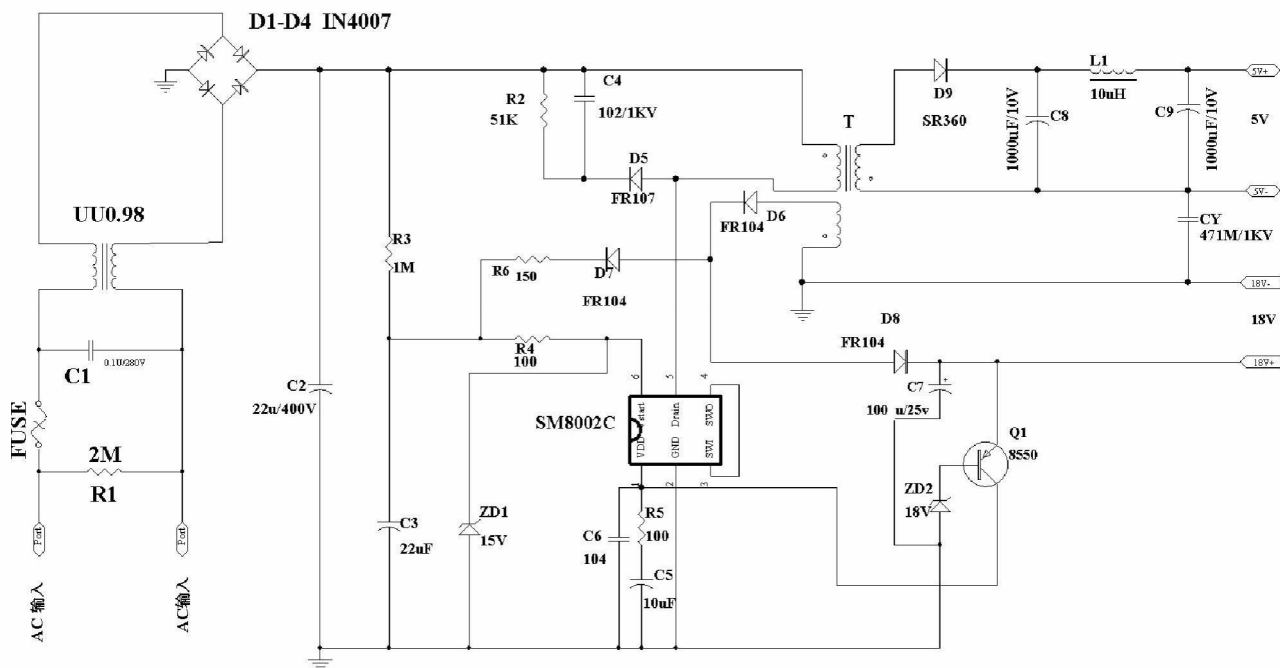 D1-D4 IN4007
UU0.98
C1
0.1U/280V
FUSE
2M
R1
Port
Port
AC 输入
AC输入
C2
22u/400V
R3
1M
C3
22uF
R2
51K
C4
102/1KV
D5
FR107
D6
FR104
R6 150
D7
FR104
R4
100
ZD1
15V
SM8002C
6
5
4
Vstart
Drain
SWO
VDD
GND
SWI
1
2
3
C6
104
R5
100
C5
10uF
T
D9
SR360
1000uF/10V
C8
L1
10uH
C9
1000uF/10V
5V+
5V
5V-
CY
471M/1KV
18V-
18V
18V+
D8
FR104
C7
+
100 u/25v
Q1
8550
ZD2
18V